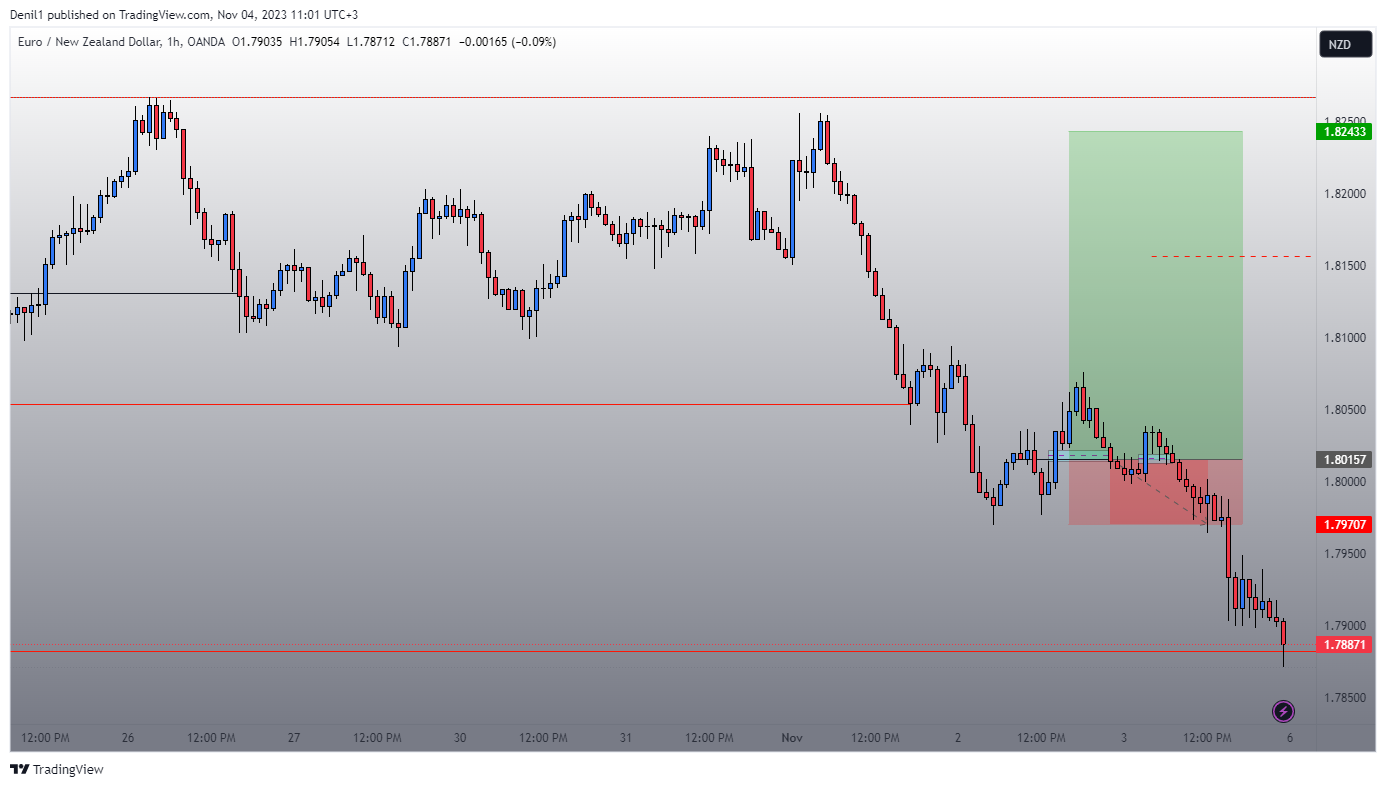 Denil1 published on TradingView.com, Nov 04, 2023 11:01 UTC+3
Euro / New Zealand Dollar, 1h, OANDA O1.79035 H1.79054 L1.78712 C1.78871 −0.00165 (−0.09%)
NZD
1.82500
1.82433
1.82000
1.81500
1.81000
1.80500
1.80157
1.80000
1.79707
1.79500
1.79000
1.78871
1.78500
12:00 PM 26 12:00 PM 27 12:00 PM 30 12:00 PM 31 12:00 PM Nov 12:00 PM 2 12:00 PM 3 12:00 PM 6
TradingView